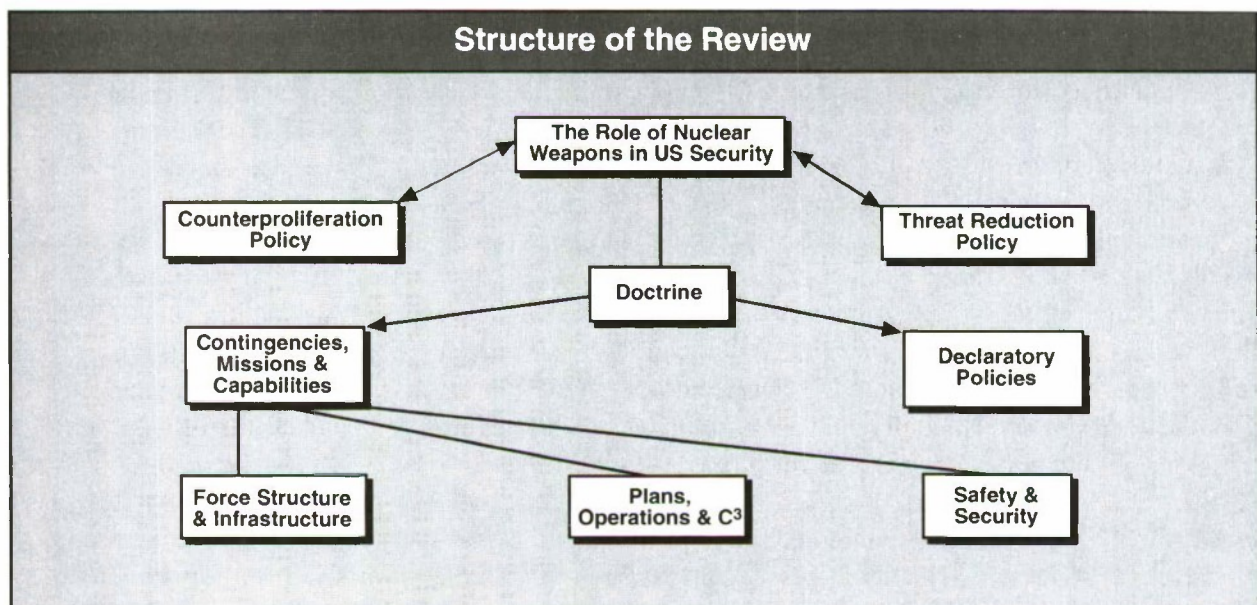 Structure of the Review
The Role of Nuclear
Weapons in US Security
Counterproliferation
Policy
Threat Reduction
Policy
Doctrine
Contingencies,
Missions &
Capabilities
Declaratory
Policies
Force Structure
& Infrastructure
Plans,
Operations & C³
Safety &
Security